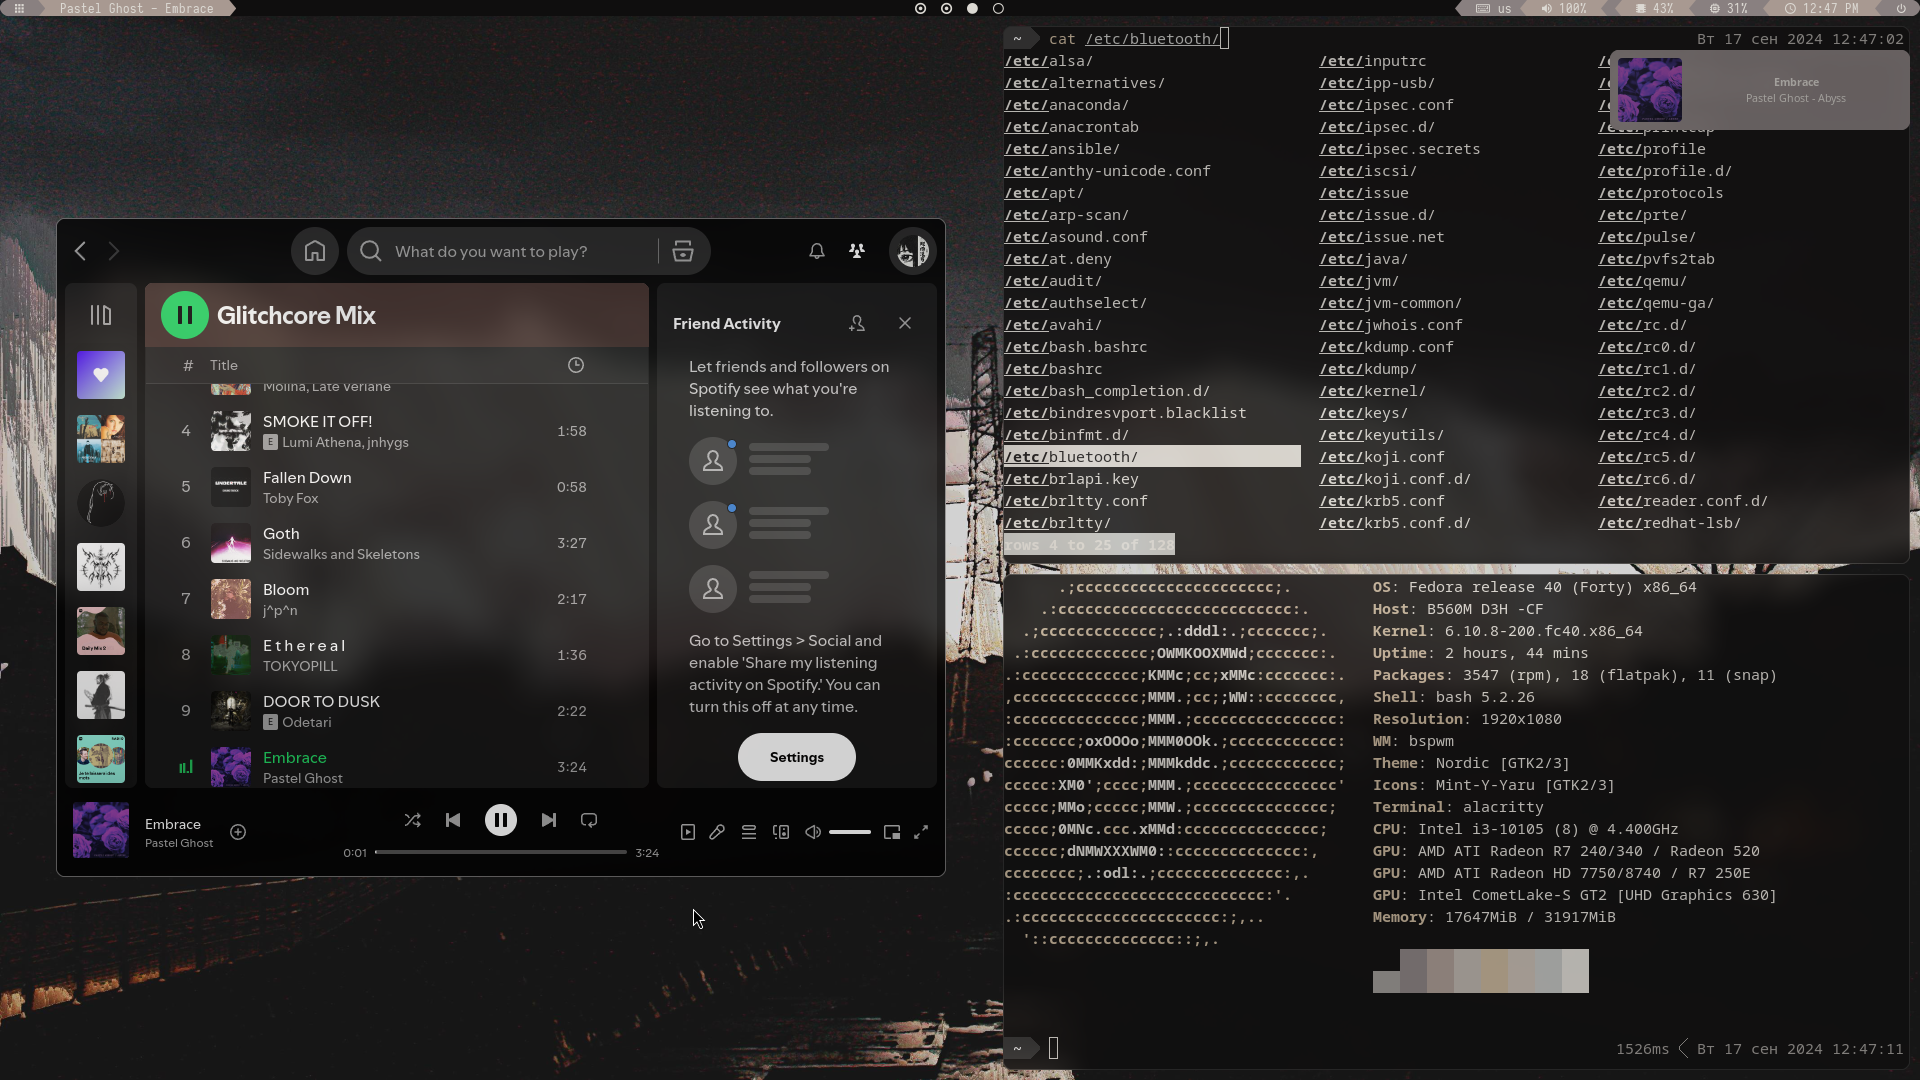 Pastel Ghost - Embrace
us
100%
43%
31%
12:47 PM
What do you want to play?
Glitchcore Mix
# Title
Molina, Late Verlane
4 SMOKE IT OFF! 1:58
E Lumi Athena, jnhygs
5 Fallen Down 0:58
Toby Fox
6 Goth 3:27
Sidewalks and Skeletons
7 Bloom 2:17
j^p^n
8 E t h e r e a l 1:36
TOKYOPILL
9 DOOR TO DUSK 2:22
E Odetari
Embrace 3:24
Pastel Ghost
Friend Activity
Let friends and followers on
Spotify see what you're
listening to.
Go to Settings > Social and
enable 'Share my listening
activity on Spotify.' You can
turn this off at any time.
Settings
Embrace
Pastel Ghost
0:01 3:24
~ cat /etc/bluetooth/ Вт 17 сен 2024 12:47:02
/etc/alsa/ /etc/inputrc
/etc/alternatives/ /etc/ipp-usb/
/etc/anaconda/ /etc/ipsec.conf
/etc/anacrontab /etc/ipsec.d/ /etc/printcap
/etc/ansible/ /etc/ipsec.secrets /etc/profile
/etc/anthy-unicode.conf /etc/iscsi/ /etc/profile.d/
/etc/apt/ /etc/issue /etc/protocols
/etc/arp-scan/ /etc/issue.d/ /etc/prte/
/etc/asound.conf /etc/issue.net /etc/pulse/
/etc/at.deny /etc/java/ /etc/pvfs2tab
/etc/audit/ /etc/jvm/ /etc/qemu/
/etc/authselect/ /etc/jvm-common/ /etc/qemu-ga/
/etc/avahi/ /etc/jwhois.conf /etc/rc.d/
/etc/bash.bashrc /etc/kdump.conf /etc/rc0.d/
/etc/bashrc /etc/kdump/ /etc/rc1.d/
/etc/bash_completion.d/ /etc/kernel/ /etc/rc2.d/
/etc/bindresvport.blacklist /etc/keys/ /etc/rc3.d/
/etc/binfmt.d/ /etc/keyutils/ /etc/rc4.d/
/etc/bluetooth/ /etc/koji.conf /etc/rc5.d/
/etc/brlapi.key /etc/koji.conf.d/ /etc/rc6.d/
/etc/brltty.conf /etc/krb5.conf /etc/reader.conf.d/
/etc/brltty/ /etc/krb5.conf.d/ /etc/redhat-lsb/
rows 4 to 25 of 128
Embrace
Pastel Ghost - Abyss
OS: Fedora release 40 (Forty) x86_64
Host: B560M D3H -CF
Kernel: 6.10.8-200.fc40.x86_64
Uptime: 2 hours, 44 mins
Packages: 3547 (rpm), 18 (flatpak), 11 (snap)
Shell: bash 5.2.26
Resolution: 1920x1080
WM: bspwm
Theme: Nordic [GTK2/3]
Icons: Mint-Y-Yaru [GTK2/3]
Terminal: alacritty
CPU: Intel i3-10105 (8) @ 4.400GHz
GPU: AMD ATI Radeon R7 240/340 / Radeon 520
GPU: AMD ATI Radeon HD 7750/8740 / R7 250E
GPU: Intel CometLake-S GT2 [UHD Graphics 630]
Memory: 17647MiB / 31917MiB
~ 1526ms Вт 17 сен 2024 12:47:11